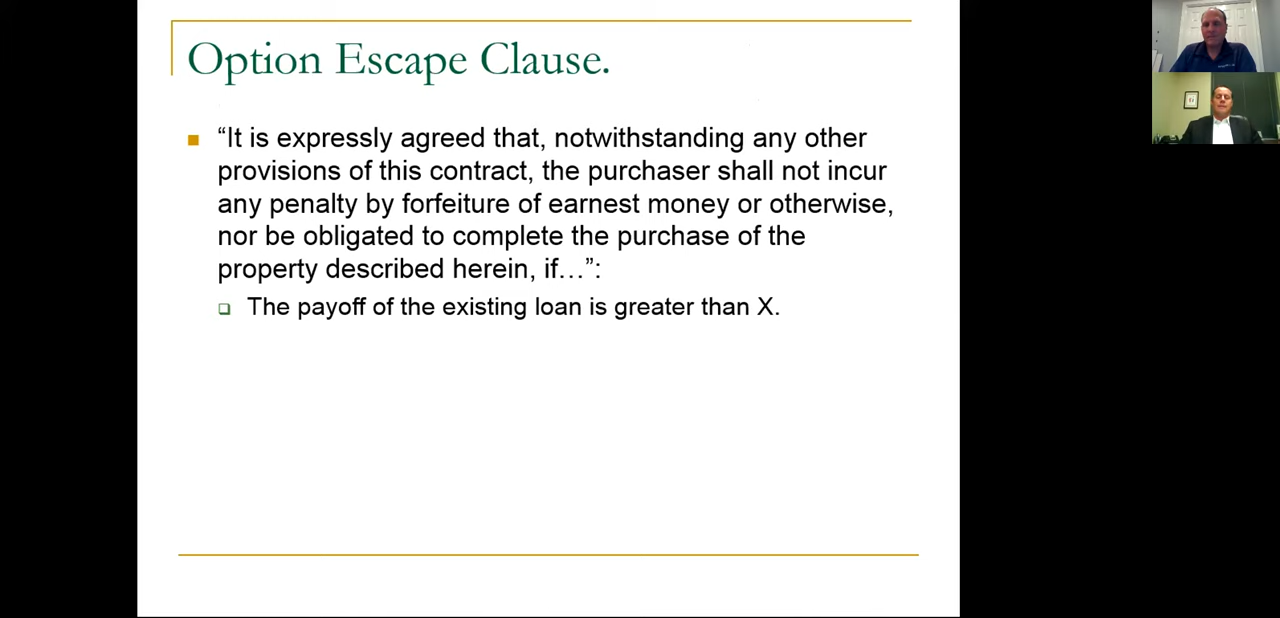 Option Escape Clause.
“It is expressly agreed that, notwithstanding any other
provisions of this contract, the purchaser shall not incur
any penalty by forfeiture of earnest money or otherwise,
nor be obligated to complete the purchase of the
property described herein, if…”:
The payoff of the existing loan is greater than X.